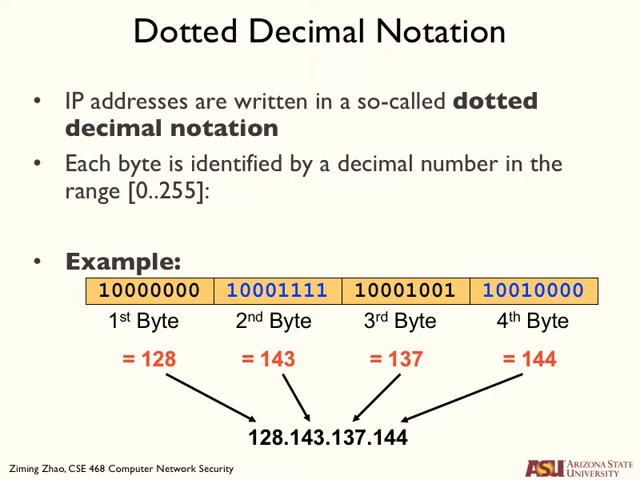 Dotted Decimal Notation
• IP addresses are written in a so-called dotted
decimal notation
• Each byte is identified by a decimal number in the
range [0..255]:
• Example:
10000000 10001111 10001001 10010000
1st Byte 2nd Byte 3rd Byte 4th Byte
= 128 = 143 = 137 = 144
128.143.137.144
Ziming Zhao, CSE 468 Computer Network Security
ASU ARIZONA STATE
UNIVERSITY